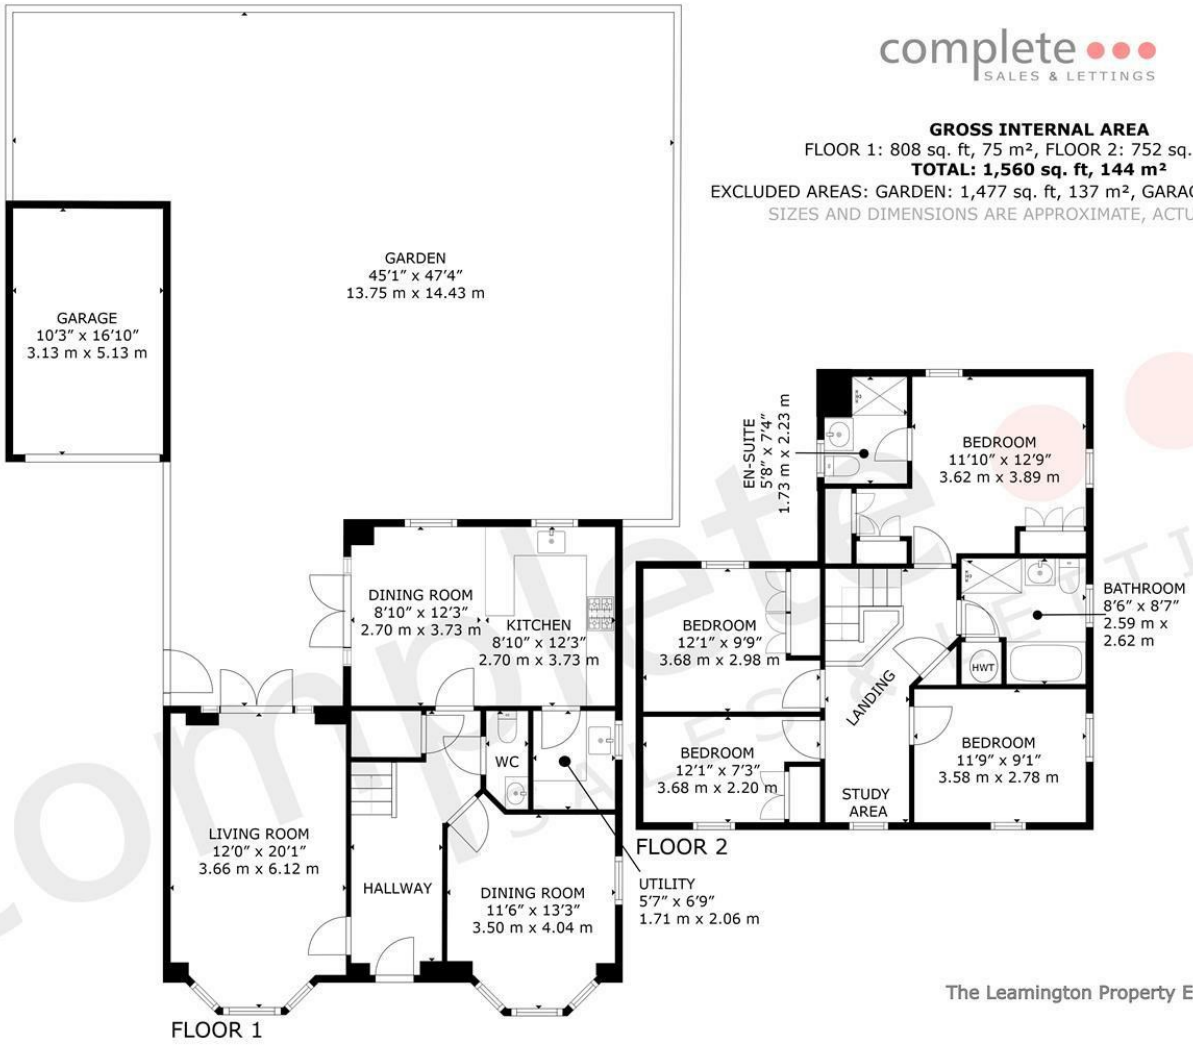 complete
SALES & LETTINGS
GROSS INTERNAL AREA
FLOOR 1: 808 sq. ft, 75 m², FLOOR 2: 752 sq.
TOTAL: 1,560 sq. ft, 144 m²
EXCLUDED AREAS: GARDEN: 1,477 sq. ft, 137 m²,
SIZES AND DIMENSIONS ARE APPROXIMATE,
GARDEN
45'1" x 47'4"
13.75 m x 14.43 m
GARAGE
10'3" x 16'10"
3.13 m x 5.13 m
EN-SUITE
5'8" x 7'4"
1.73 m x 2.23 m
BEDROOM
11'10" x 12'9"
3.62 m x 3.89 m
DINING ROOM
8'10" x 12'3"
2.70 m x 3.73 m
KITCHEN
8'10" x 12'3"
2.70 m x 3.73 m
BEDROOM
12'1" x 9'9"
3.68 m x 2.98 m
BATHROOM
8'6" x 8'7"
2.59 m x
2.62 m
HWT
LANDING
BEDROOM
12'1" x 7'3"
3.68 m x 2.20 m
BEDROOM
11'9" x 9'1"
3.58 m x 2.78 m
STUDY
AREA
FLOOR 2
WC
LIVING ROOM
12'0" x 20'1"
3.66 m x 6.12 m
HALLWAY
DINING ROOM
11'6" x 13'3"
3.50 m x 4.04 m
UTILITY
5'7" x 6'9"
1.71 m x 2.06 m
FLOOR 1
The Leamington Property E
complete
SALES & LETTI